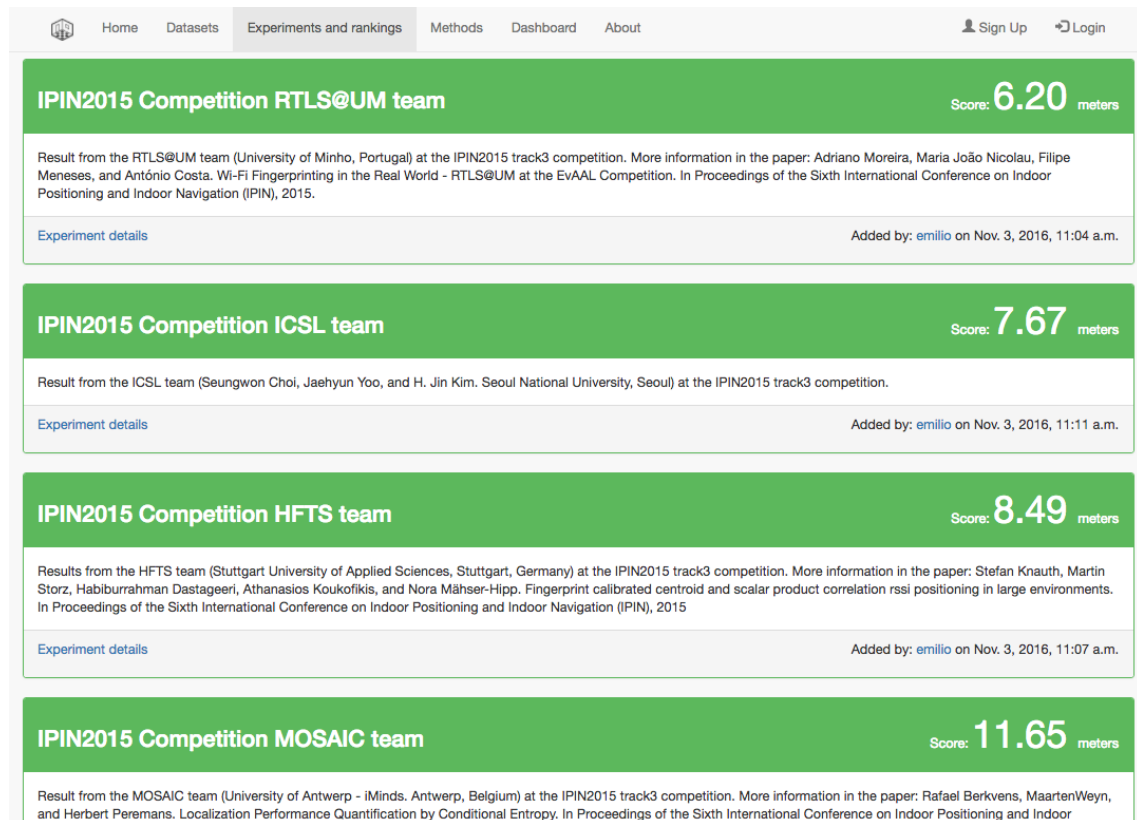 Home Datasets Experiments and rankings Methods Dashboard About Sign Up Login
IPIN2015 Competition RTLS@UM team Score: 6.20 meters
Result from the RTLS@UM team (University of Minho, Portugal) at the IPIN2015 track3 competition. More information in the paper: Adriano Moreira, Maria João Nicolau, Filipe
Meneses, and António Costa. Wi-Fi Fingerprinting in the Real World - RTLS@UM at the EvAAL Competition. In Proceedings of the Sixth International Conference on Indoor
Positioning and Indoor Navigation (IPIN), 2015.
Experiment details Added by: emilio on Nov. 3, 2016, 11:04 a.m.
IPIN2015 Competition ICSL team Score: 7.67 meters
Result from the ICSL team (Seungwon Choi, Jaehyun Yoo, and H. Jin Kim. Seoul National University, Seoul) at the IPIN2015 track3 competition.
Experiment details Added by: emilio on Nov. 3, 2016, 11:11 a.m.
IPIN2015 Competition HFTS team Score: 8.49 meters
Results from the HFTS team (Stuttgart University of Applied Sciences, Stuttgart, Germany) at the IPIN2015 track3 competition. More information in the paper: Stefan Knauth, Martin
Storz, Habiburrahman Dastageeri, Athanasios Koukofikis, and Nora Mähser-Hipp. Fingerprint calibrated centroid and scalar product correlation rssi positioning in large environments.
In Proceedings of the Sixth International Conference on Indoor Positioning and Indoor Navigation (IPIN), 2015
Experiment details Added by: emilio on Nov. 3, 2016, 11:07 a.m.
IPIN2015 Competition MOSAIC team Score: 11.65 meters
Result from the MOSAIC team (University of Antwerp - iMinds. Antwerp, Belgium) at the IPIN2015 track3 competition. More information in the paper: Rafael Berkvens, MaartenWeyn,
and Herbert Peremans. Localization Performance Quantification by Conditional Entropy. In Proceedings of the Sixth International Conference on Indoor Positioning and Indoor